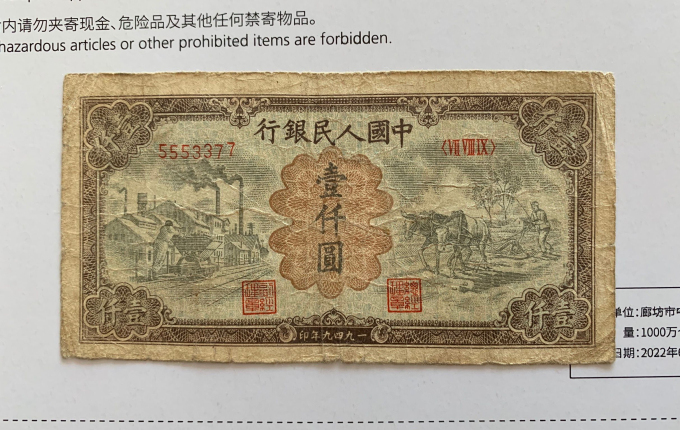 内请勿夹寄现金、危险品及其他任何禁寄物品。
hazardous articles or other prohibited items are forbidden.
行銀民人國中
5553377
〈VII VIII IX〉
壹仟圓
仟壹
仟壹
印年九四九一
单位:廊坊市
量:1000万
日期:2022年